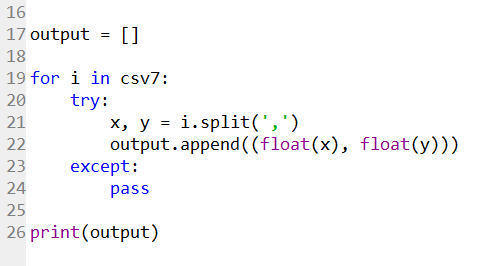 16
17 output = []
18
19 for i in csv7:
20     try:
21         x, y = i.split(',')
22         output.append((float(x), float(y)))
23     except:
24         pass
25
26 print(output)